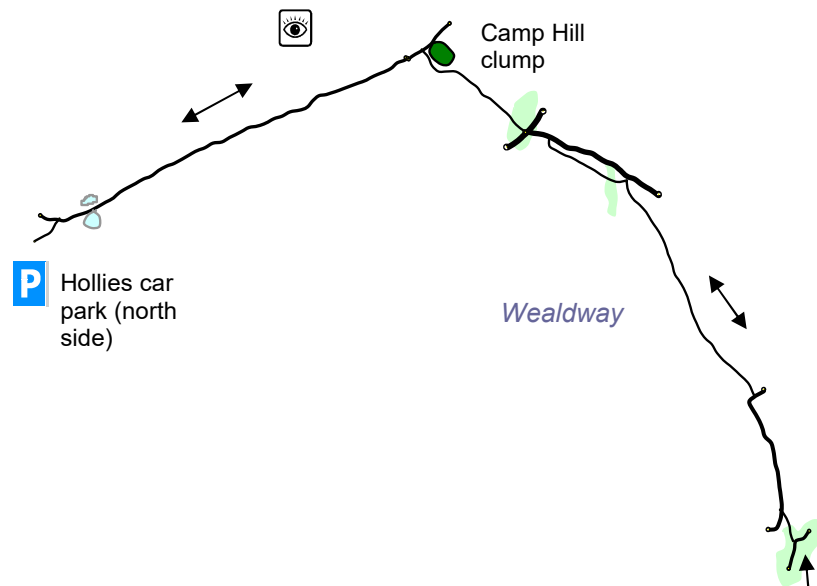 Camp Hill
clump
P
Hollies car
park (north
side)
Wealdway